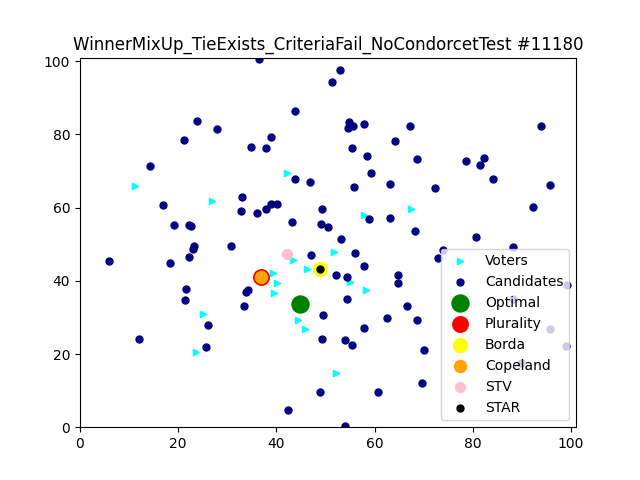 WinnerMixUp_TieExists_CriteriaFail_NoCondorcetTest #11180
100
80
60
40
20
0
0 20 40 60 80 100
Voters
Candidates
Optimal
Plurality
Borda
Copeland
STV
STAR